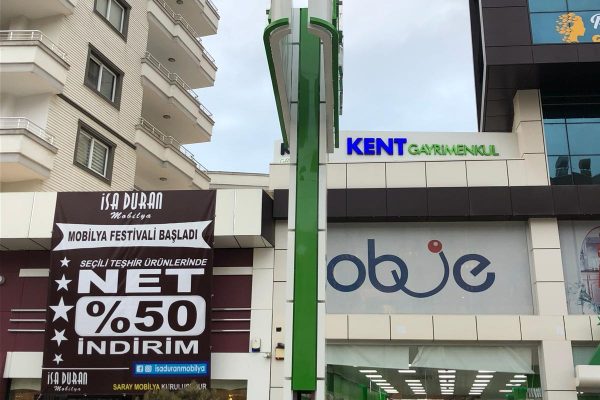 İSA DURAN
Mobilya
MOBİLYA FESTİVALİ BAŞLADI
SEÇİLİ TEŞHİR ÜRÜNLERİNDE
NET
%50
İNDİRİM
isaduranmobilya
İSA DURAN
Mobilya
SARAY MOBİLYA KURULUŞUDUR
KENT GAYRİMENKUL